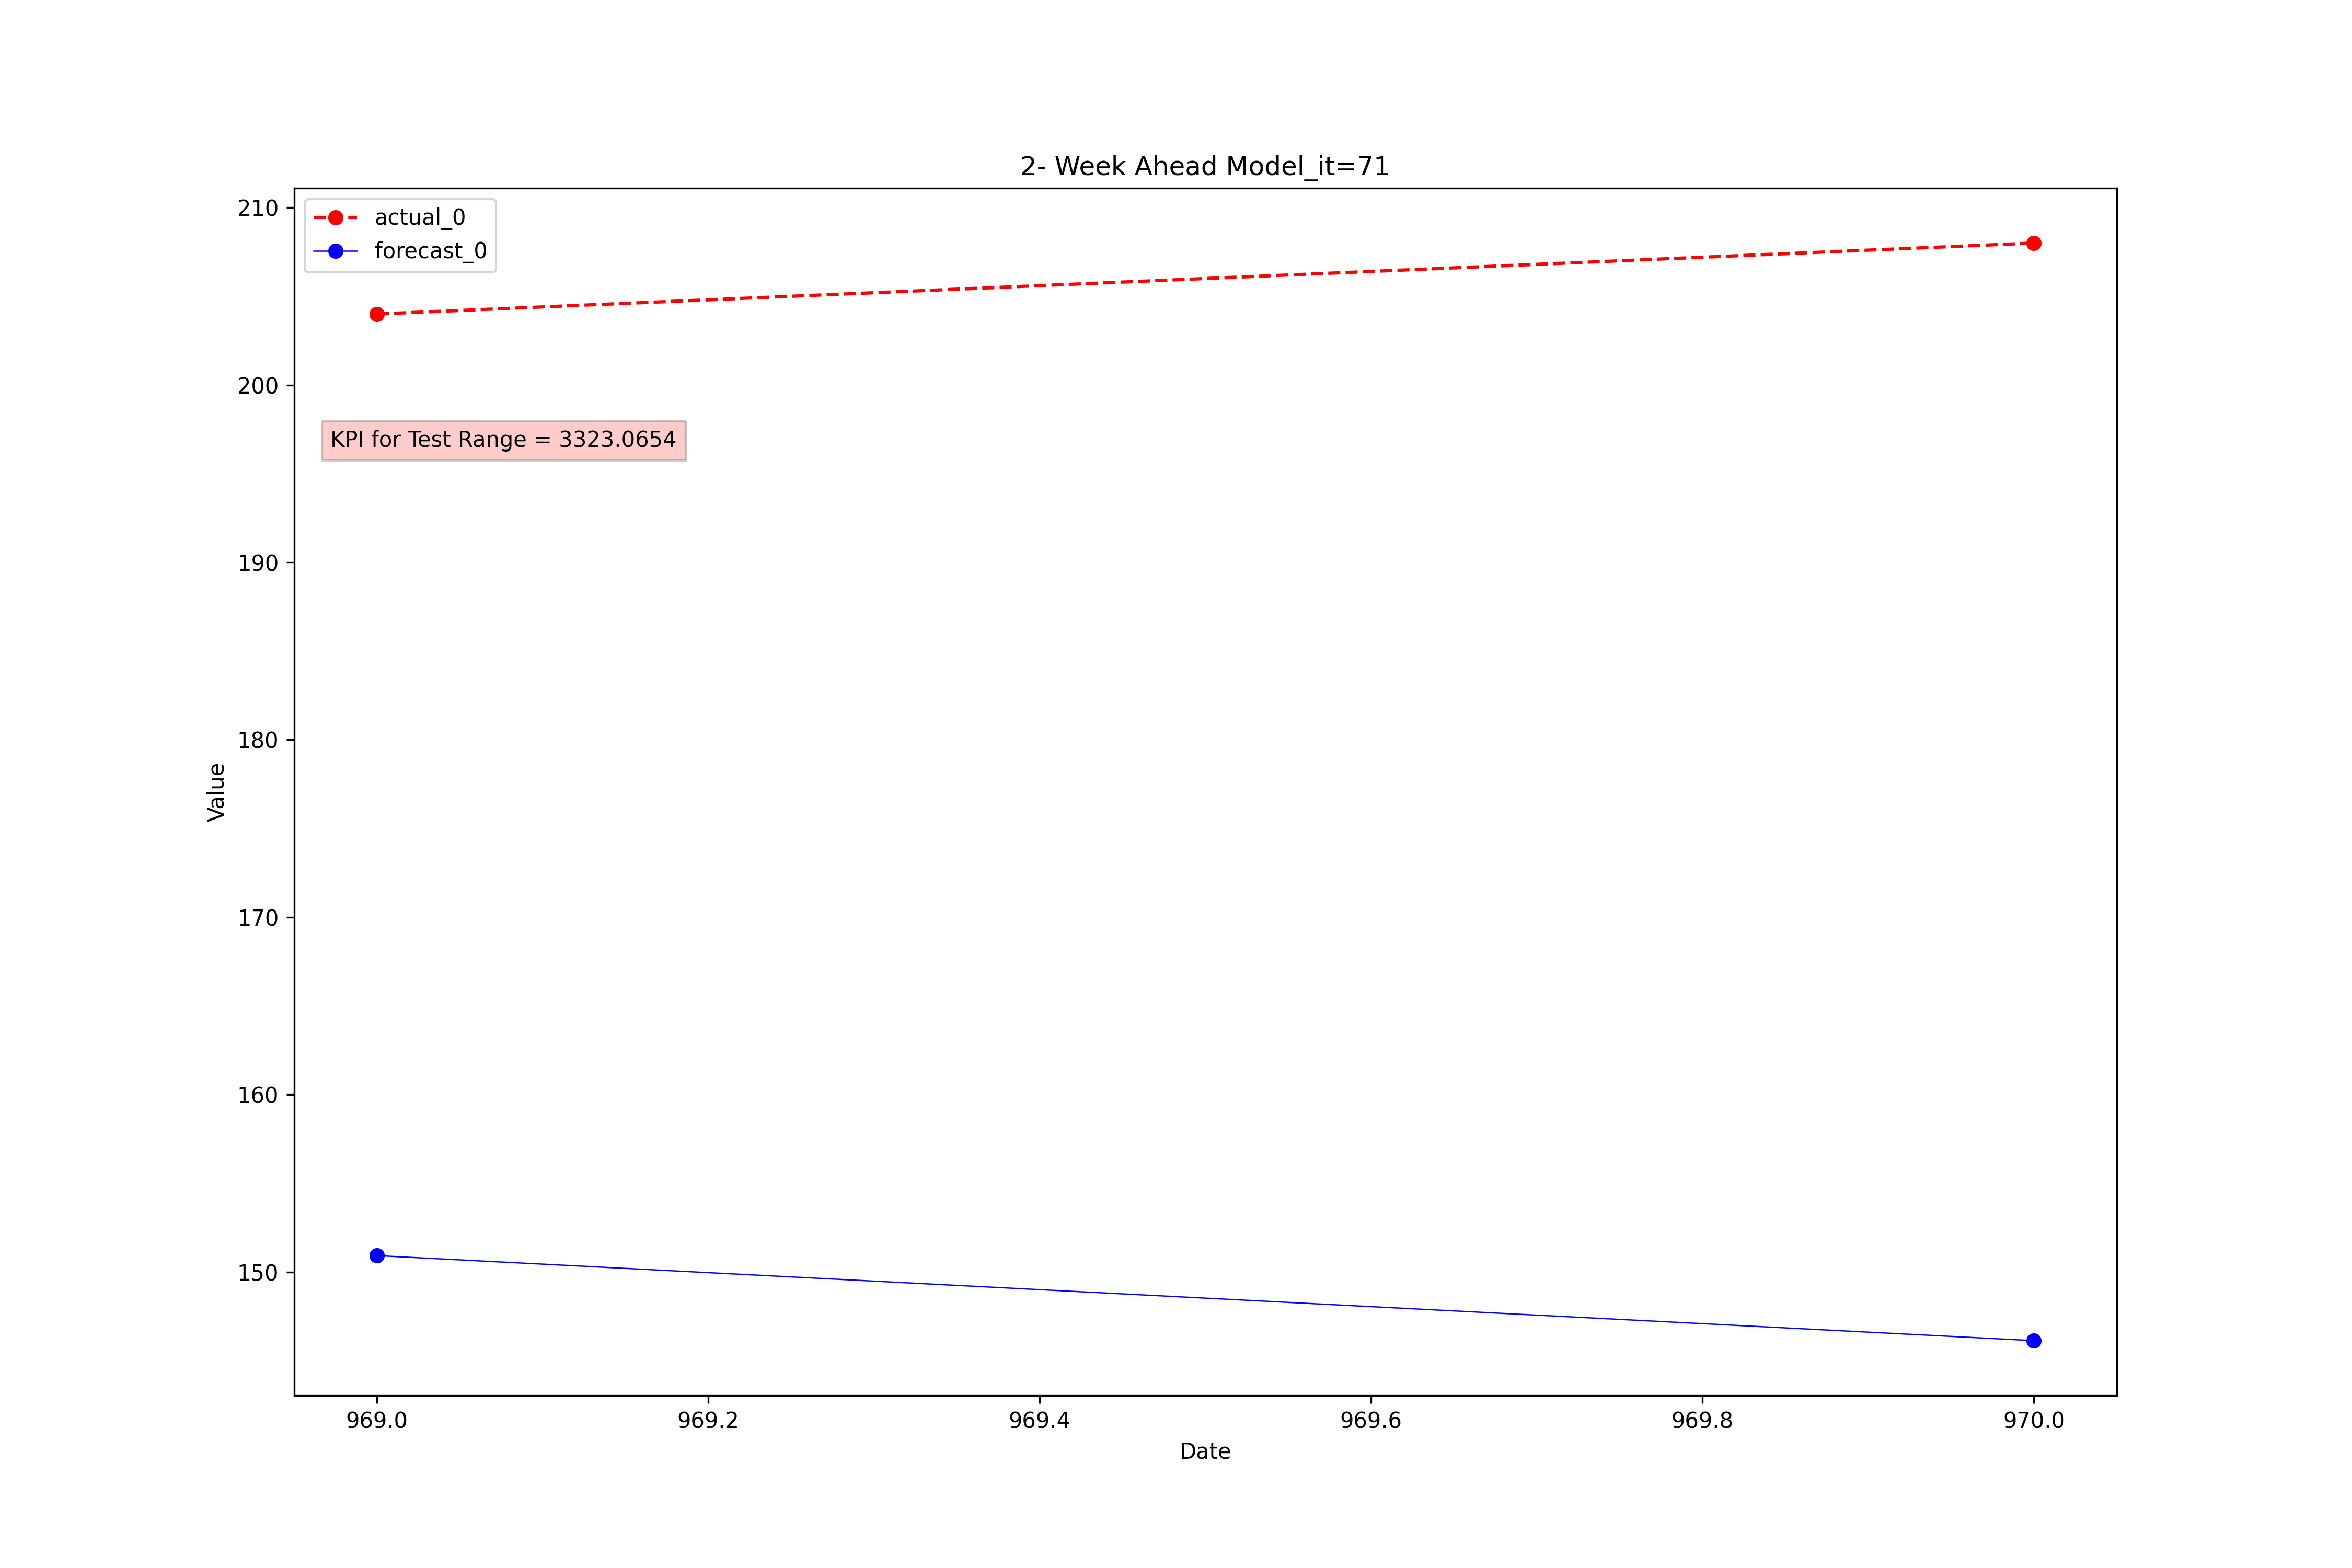 2- Week Ahead Model_it=71
actual_0
forecast_0
KPI for Test Range = 3323.0654
210
200
190
180
170
160
150
Value
969.0 969.2 969.4 969.6 969.8 970.0
Date